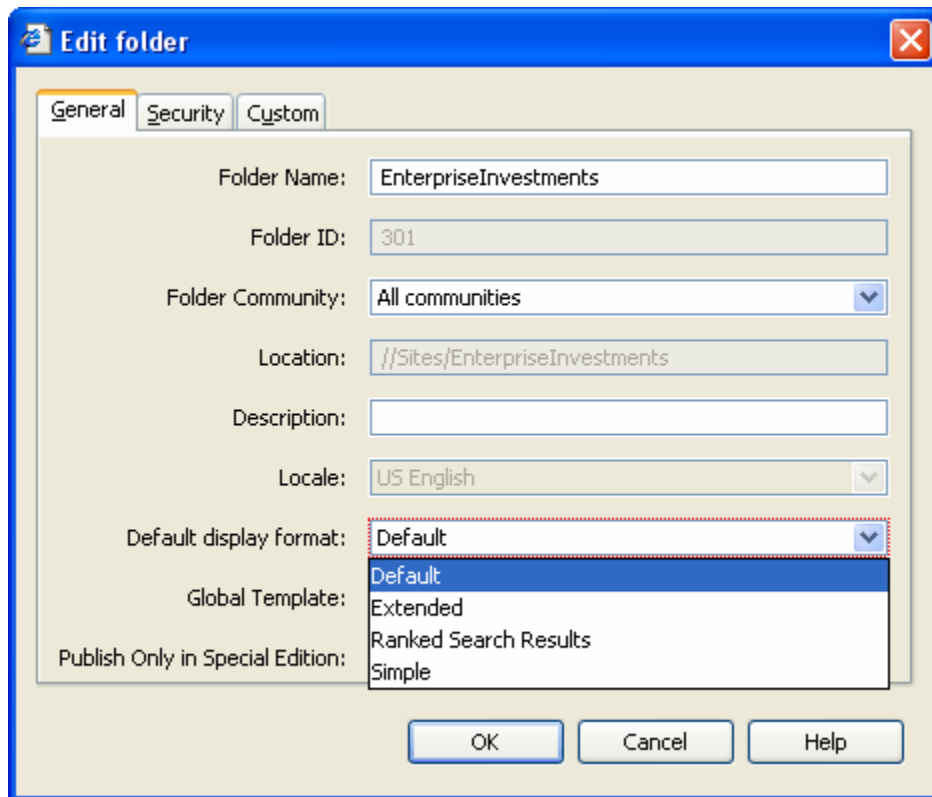 Edit folder
General Security Custom
Folder Name: EnterpriseInvestments
Folder ID: 301
Folder Community: All communities
Location: //Sites/EnterpriseInvestments
Description:
Locale: US English
Default display format: Default
Default
Global Template:
Extended
Ranked Search Results
Publish Only in Special Edition:
Simple
OK Cancel Help